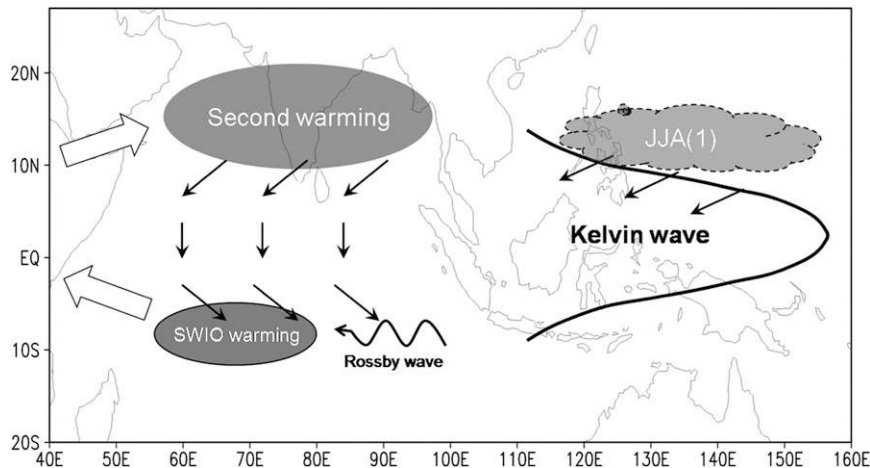 20N
Second warming
JJA(1)
10N
Kelvin wave
EQ
SWIO warming
Rossby wave
10S
20S
40E 50E 60E 70E 80E 90E 100E 110E 120E 130E 140E 150E 160E